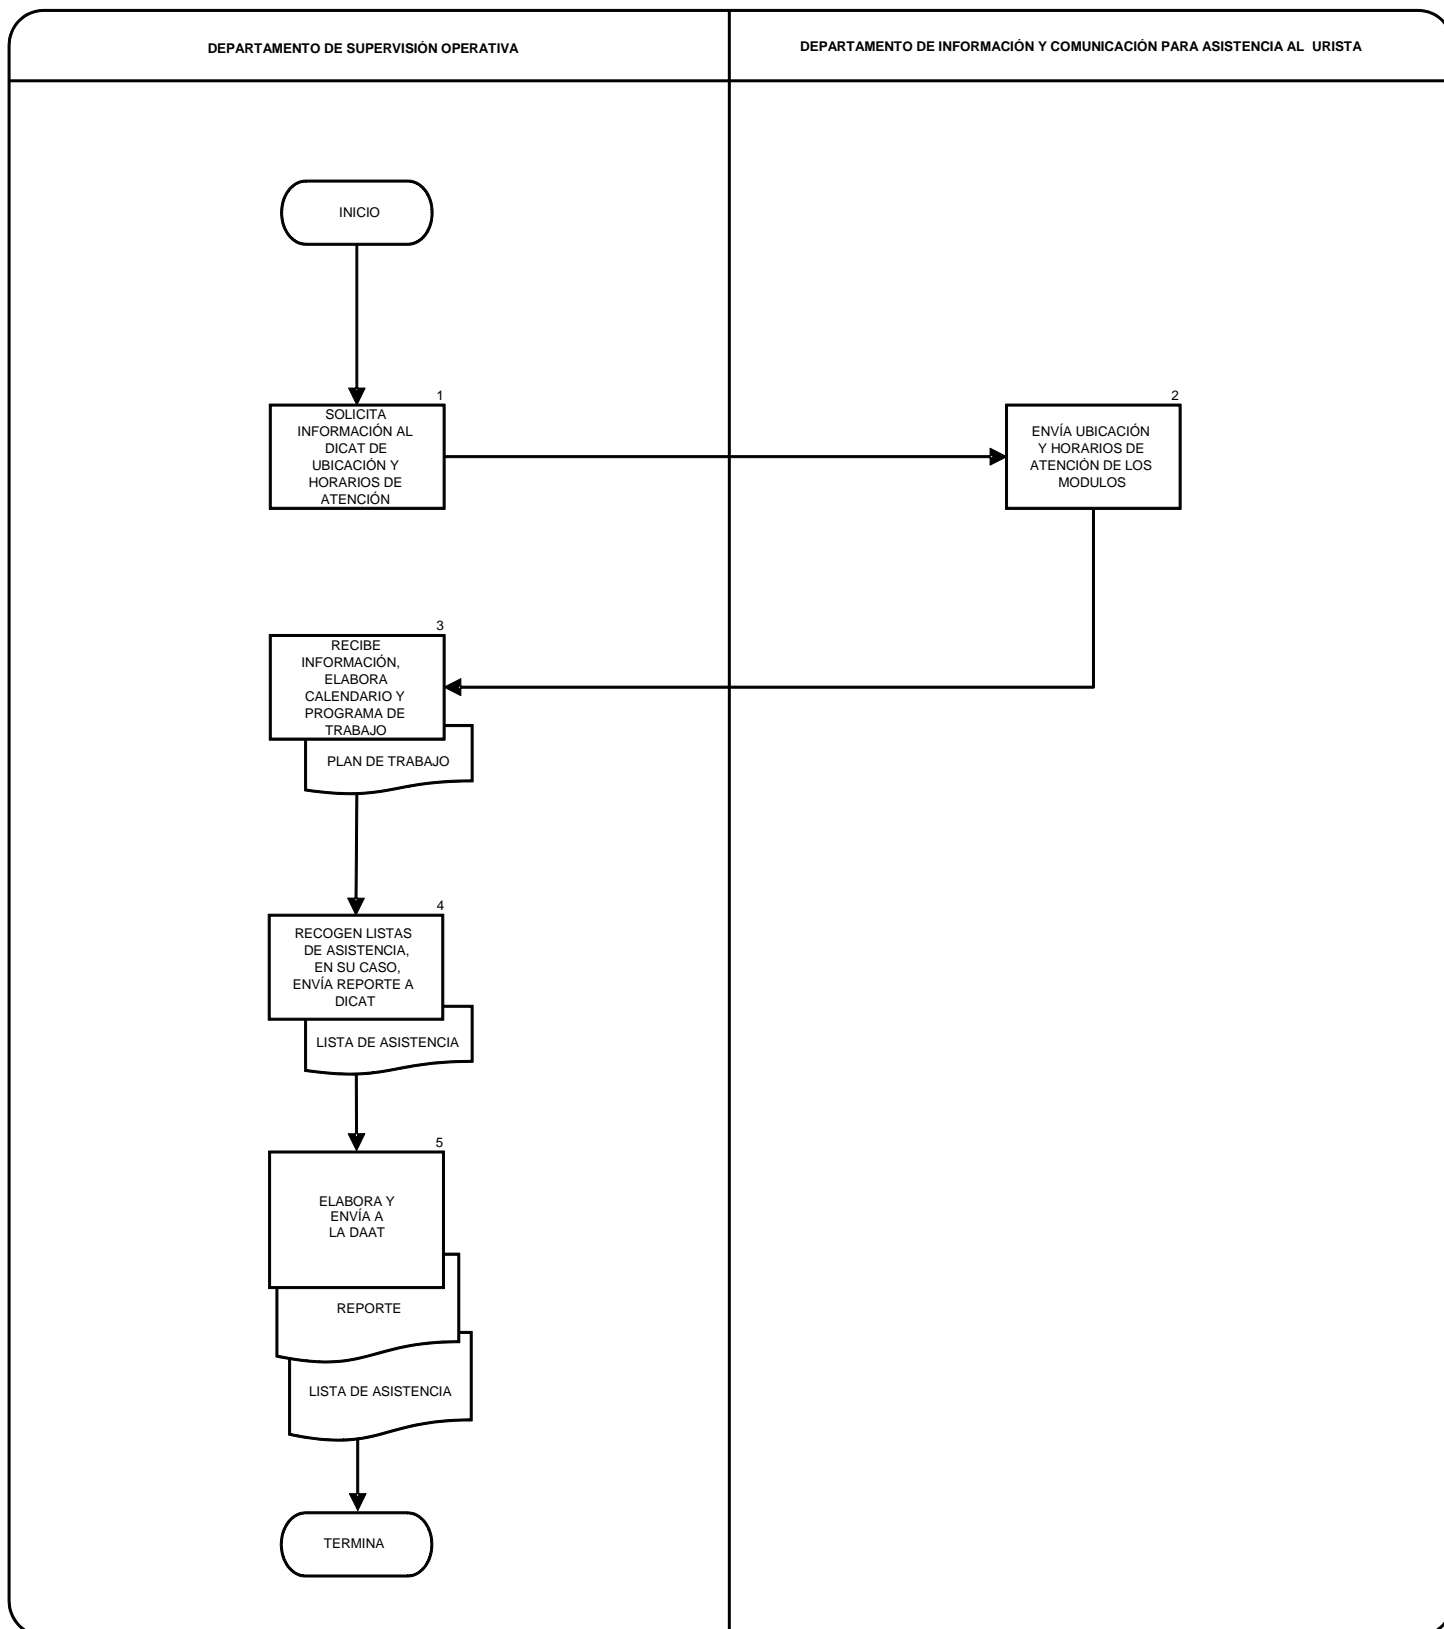 DEPARTAMENTO DE SUPERVISIÓN OPERATIVA
DEPARTAMENTO DE INFORMACIÓN Y COMUNICACIÓN PARA ASISTENCIA AL URISTA
INICIO
1
SOLICITA
INFORMACIÓN AL
DICAT DE
UBICACIÓN Y
HORARIOS DE
ATENCIÓN
2
ENVÍA UBICACIÓN
Y HORARIOS DE
ATENCIÓN DE LOS
MODULOS
3
RECIBE
INFORMACIÓN,
ELABORA
CALENDARIO Y
PROGRAMA DE
TRABAJO
PLAN DE TRABAJO
4
RECOGEN LISTAS
DE ASISTENCIA,
EN SU CASO,
ENVÍA REPORTE A
DICAT
LISTA DE ASISTENCIA
5
ELABORA Y
ENVÍA A
LA DAAT
REPORTE
LISTA DE ASISTENCIA
TERMINA